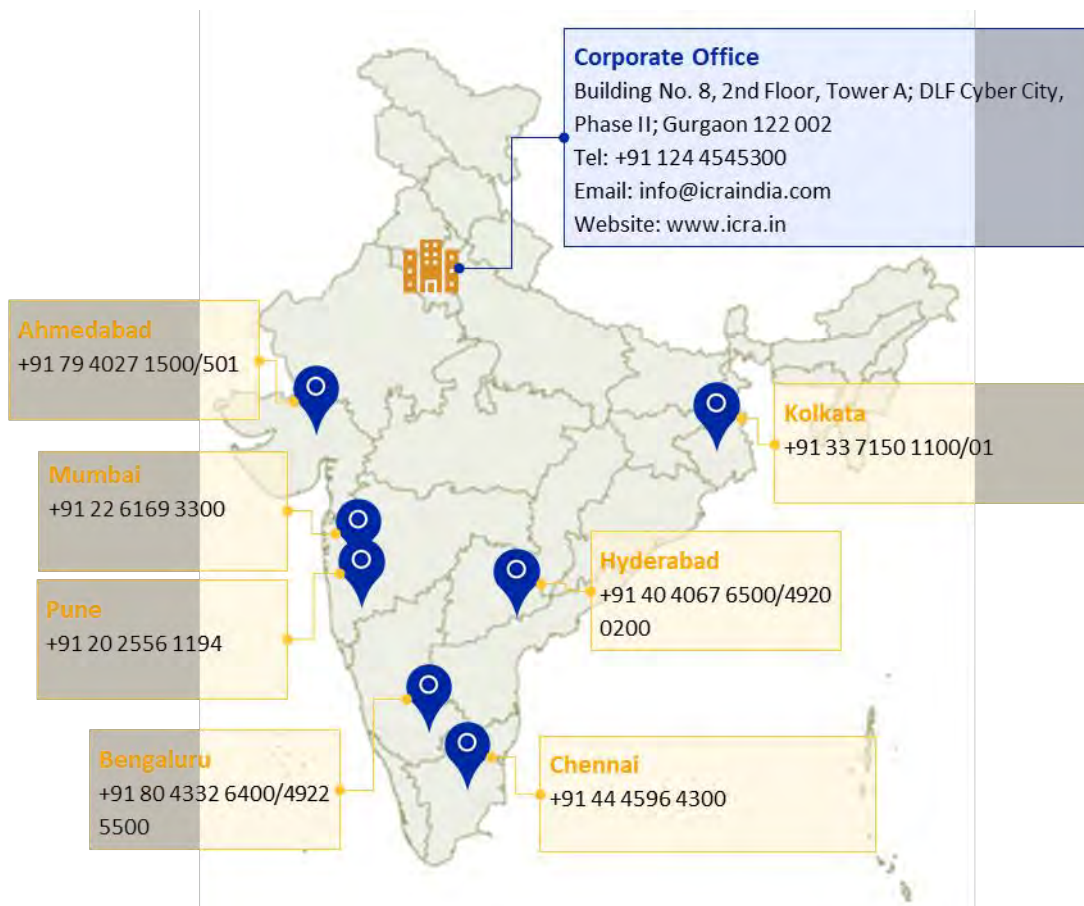 Corporate Office
Building No. 8, 2nd Floor, Tower A; DLF Cyber City,
Phase II; Gurgaon 122 002
Tel: +91 124 4545300
Email: info@icraindia.com
Website: www.icra.in
Ahmedabad
+91 79 4027 1500/501
Kolkata
+91 33 7150 1100/01
Mumbai
+91 22 6169 3300
Hyderabad
+91 40 4067 6500/4920
0200
Pune
+91 20 2556 1194
Bengaluru
+91 80 4332 6400/4922
5500
Chennai
+91 44 4596 4300